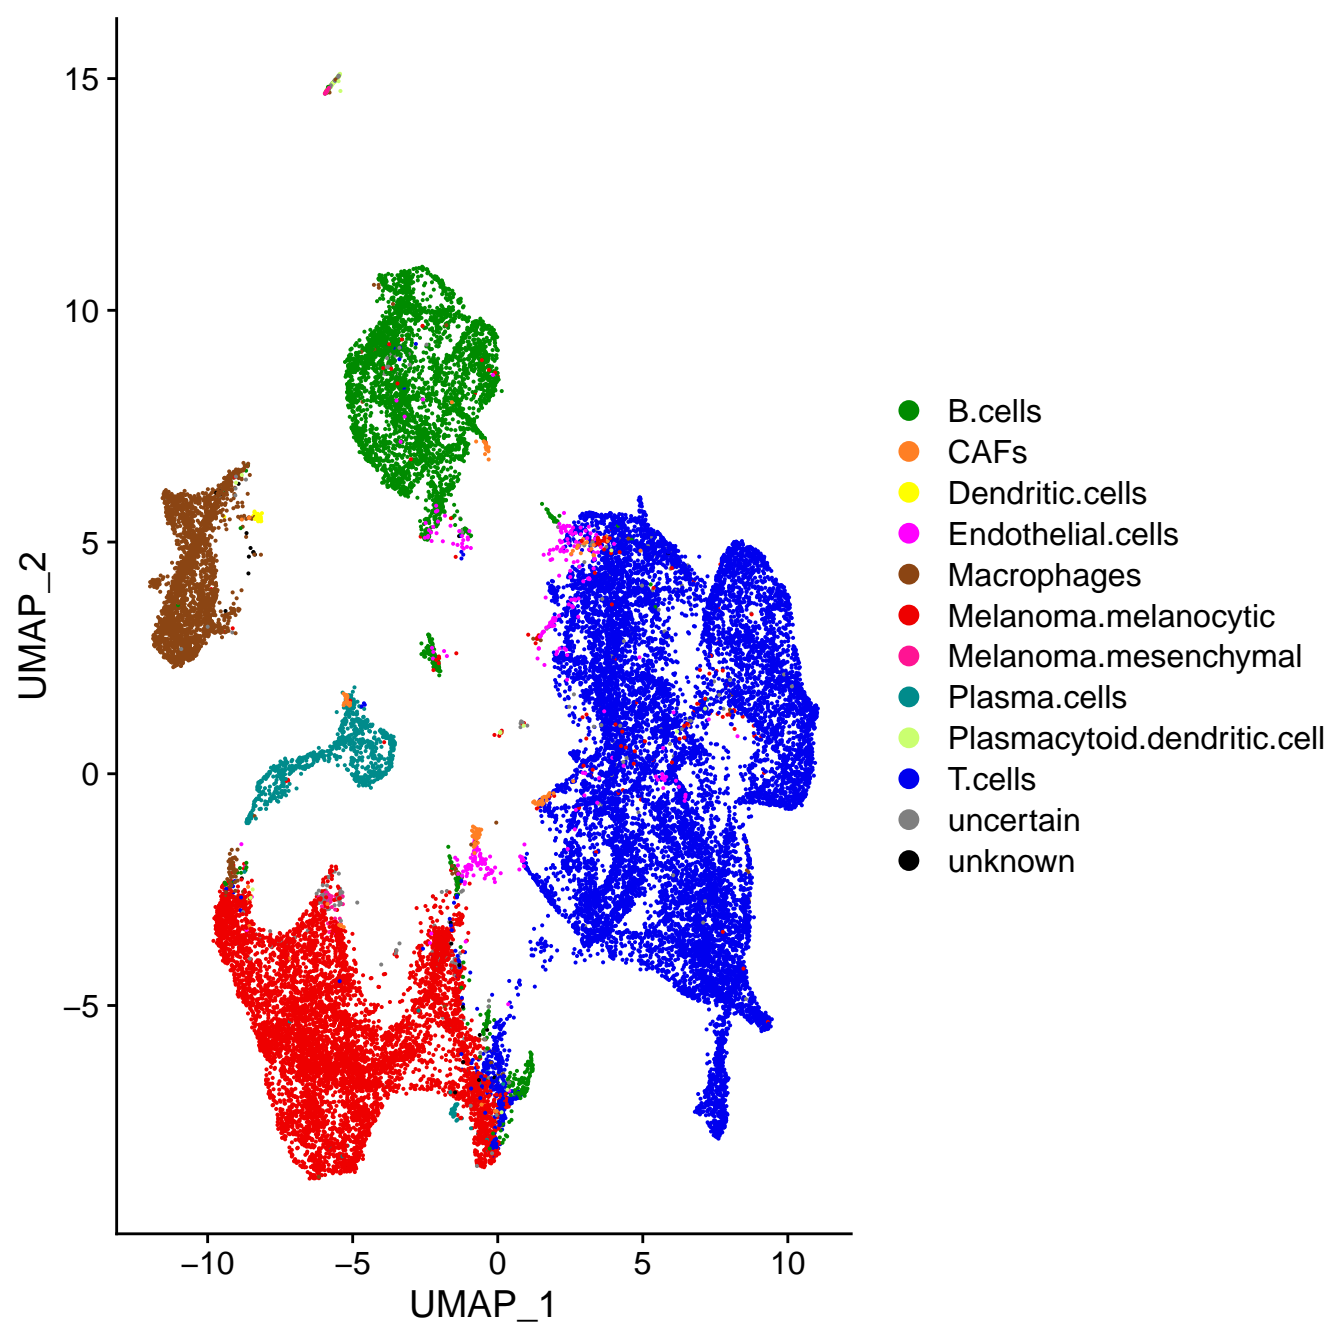 15
10
5
0
−5
−10
−5
0
5
10
UMAP_1
UMAP_2
B.cells
CAFs
Dendritic.cells
Endothelial.cells
Macrophages
Melanoma.melanocytic
Melanoma.mesenchymal
Plasma.cells
Plasmacytoid.dendritic.cell
T.cells
uncertain
unknown